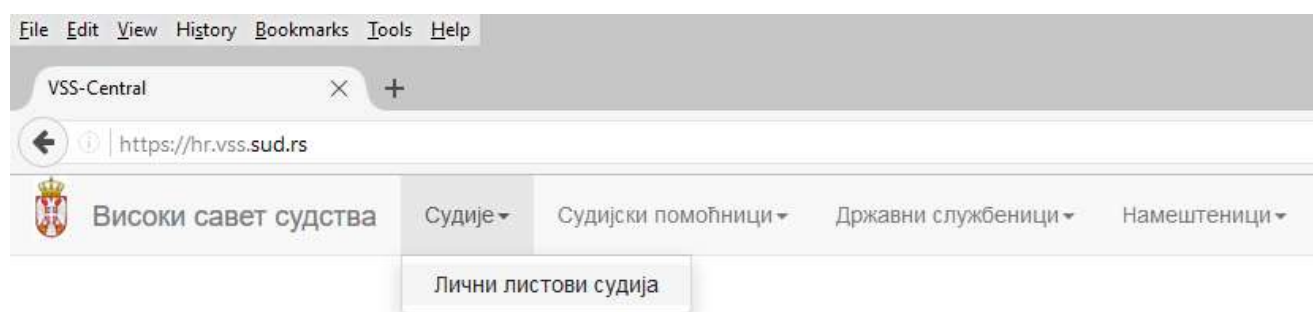 File Edit View History Bookmarks Tools Help
VSS-Central
https://hr.vss.sud.rs
Високи савет судства Судије Судијски помоћници Државни службеници Намештеници
Лични листови судија